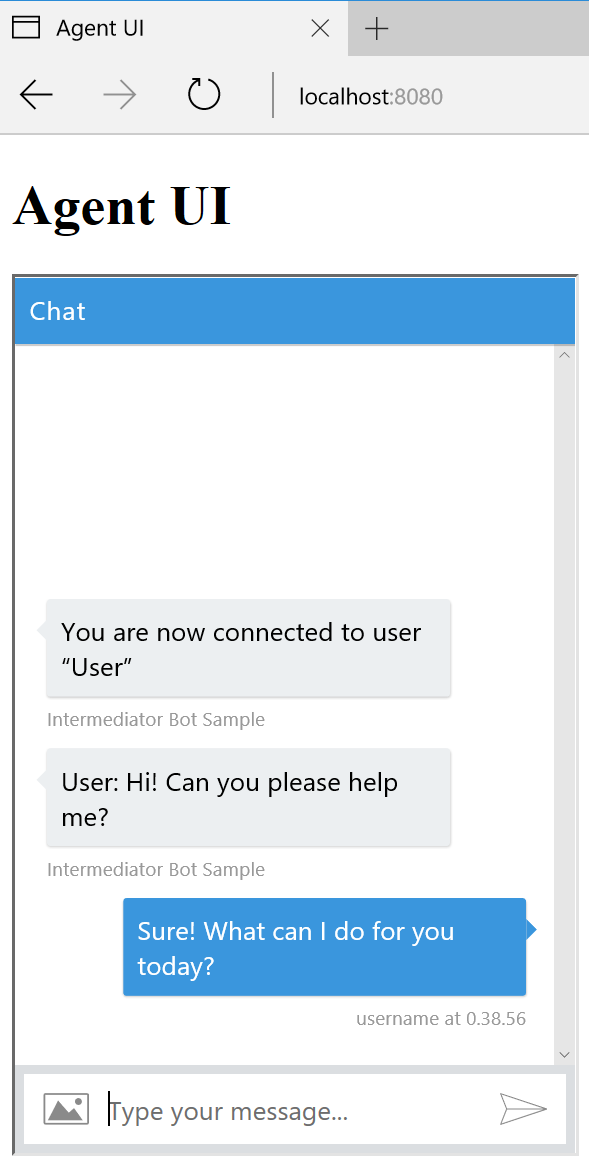 Agent UI
localhost:8080
Agent UI
Chat
You are now connected to user
“User”
Intermediator Bot Sample
User: Hi! Can you please help
me?
Intermediator Bot Sample
Sure! What can I do for you
today?
username at 0.38.56
Type your message...